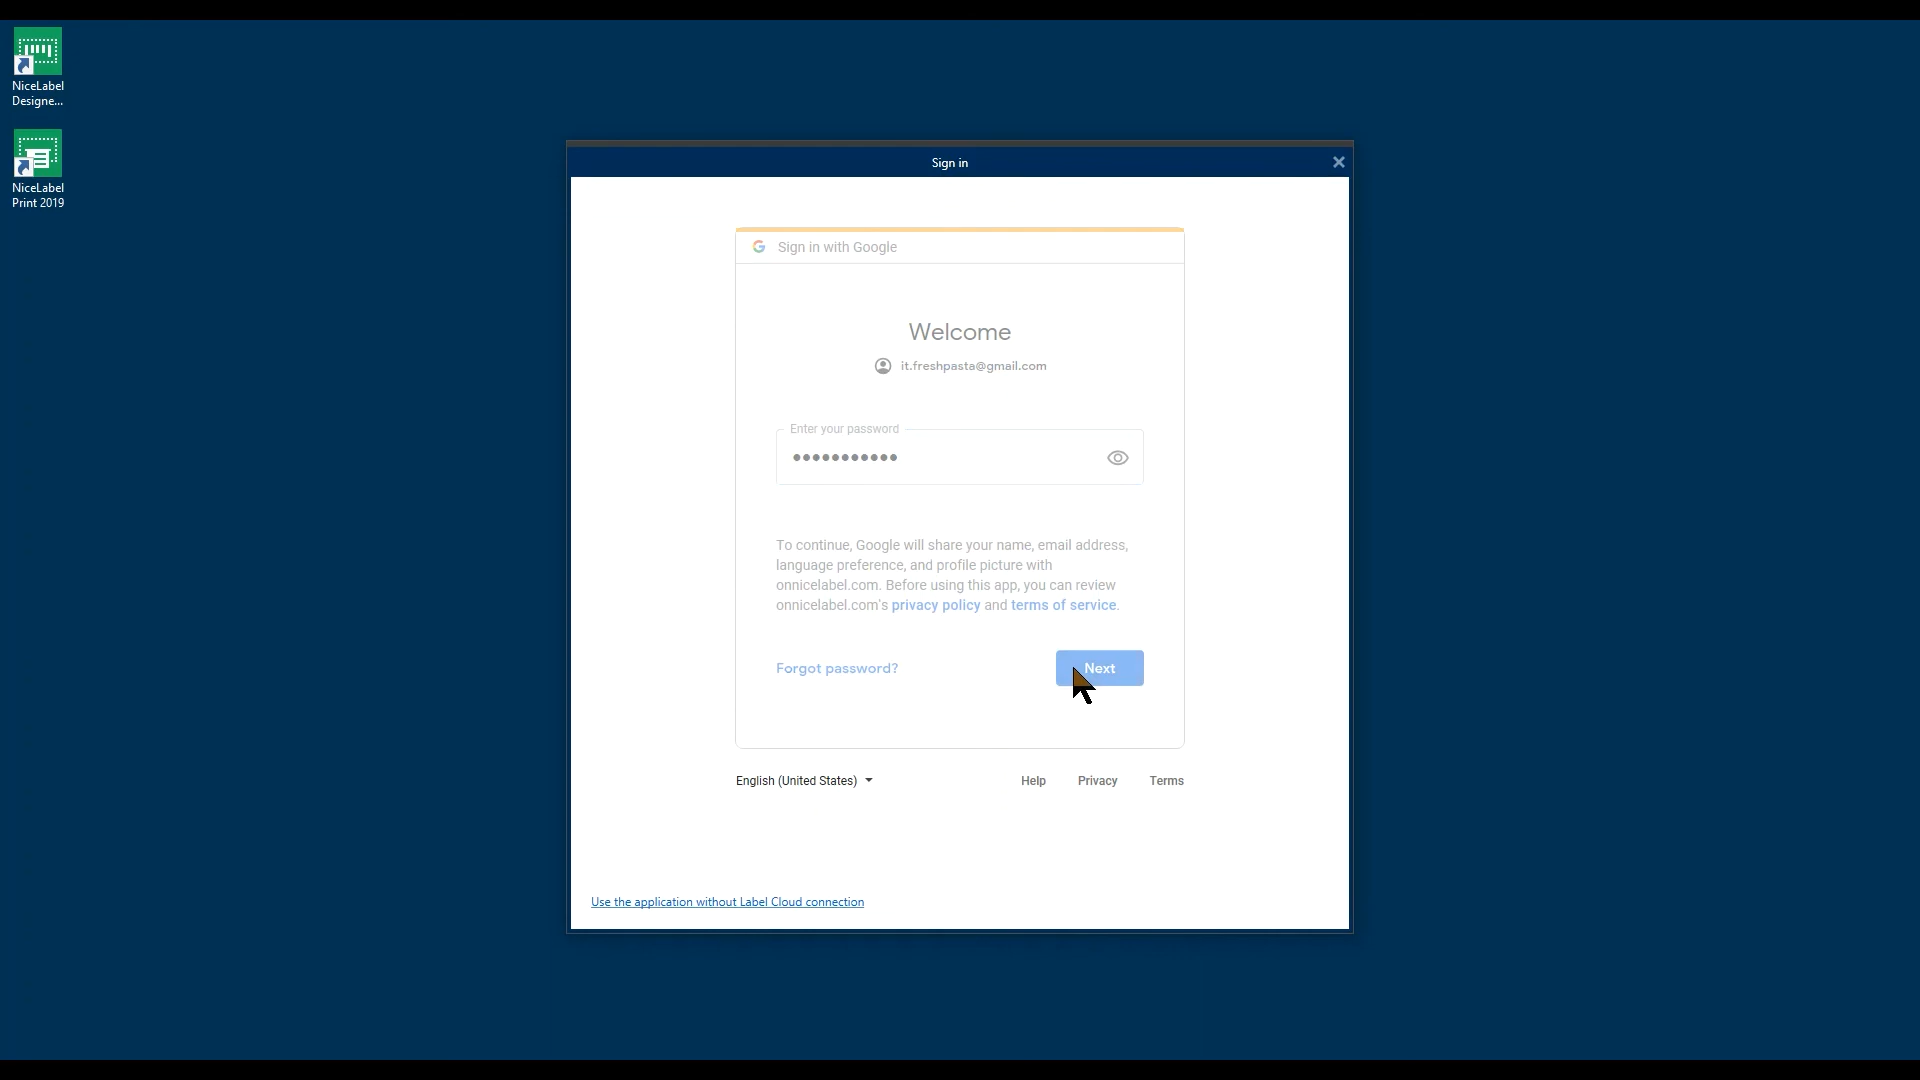 NiceLabel
Designe...
NiceLabel
Print 2019
Sign in
Sign in with Google
Welcome
it.freshpasta@gmail.com
Enter your password
•••••••••••
To continue, Google will share your name, email address,
language preference, and profile picture with
onnicelabel.com. Before using this app, you can review
onnicelabel.com's privacy policy and terms of service.
Forgot password?
Next
English (United States)
Help
Privacy
Terms
Use the application without Label Cloud connection